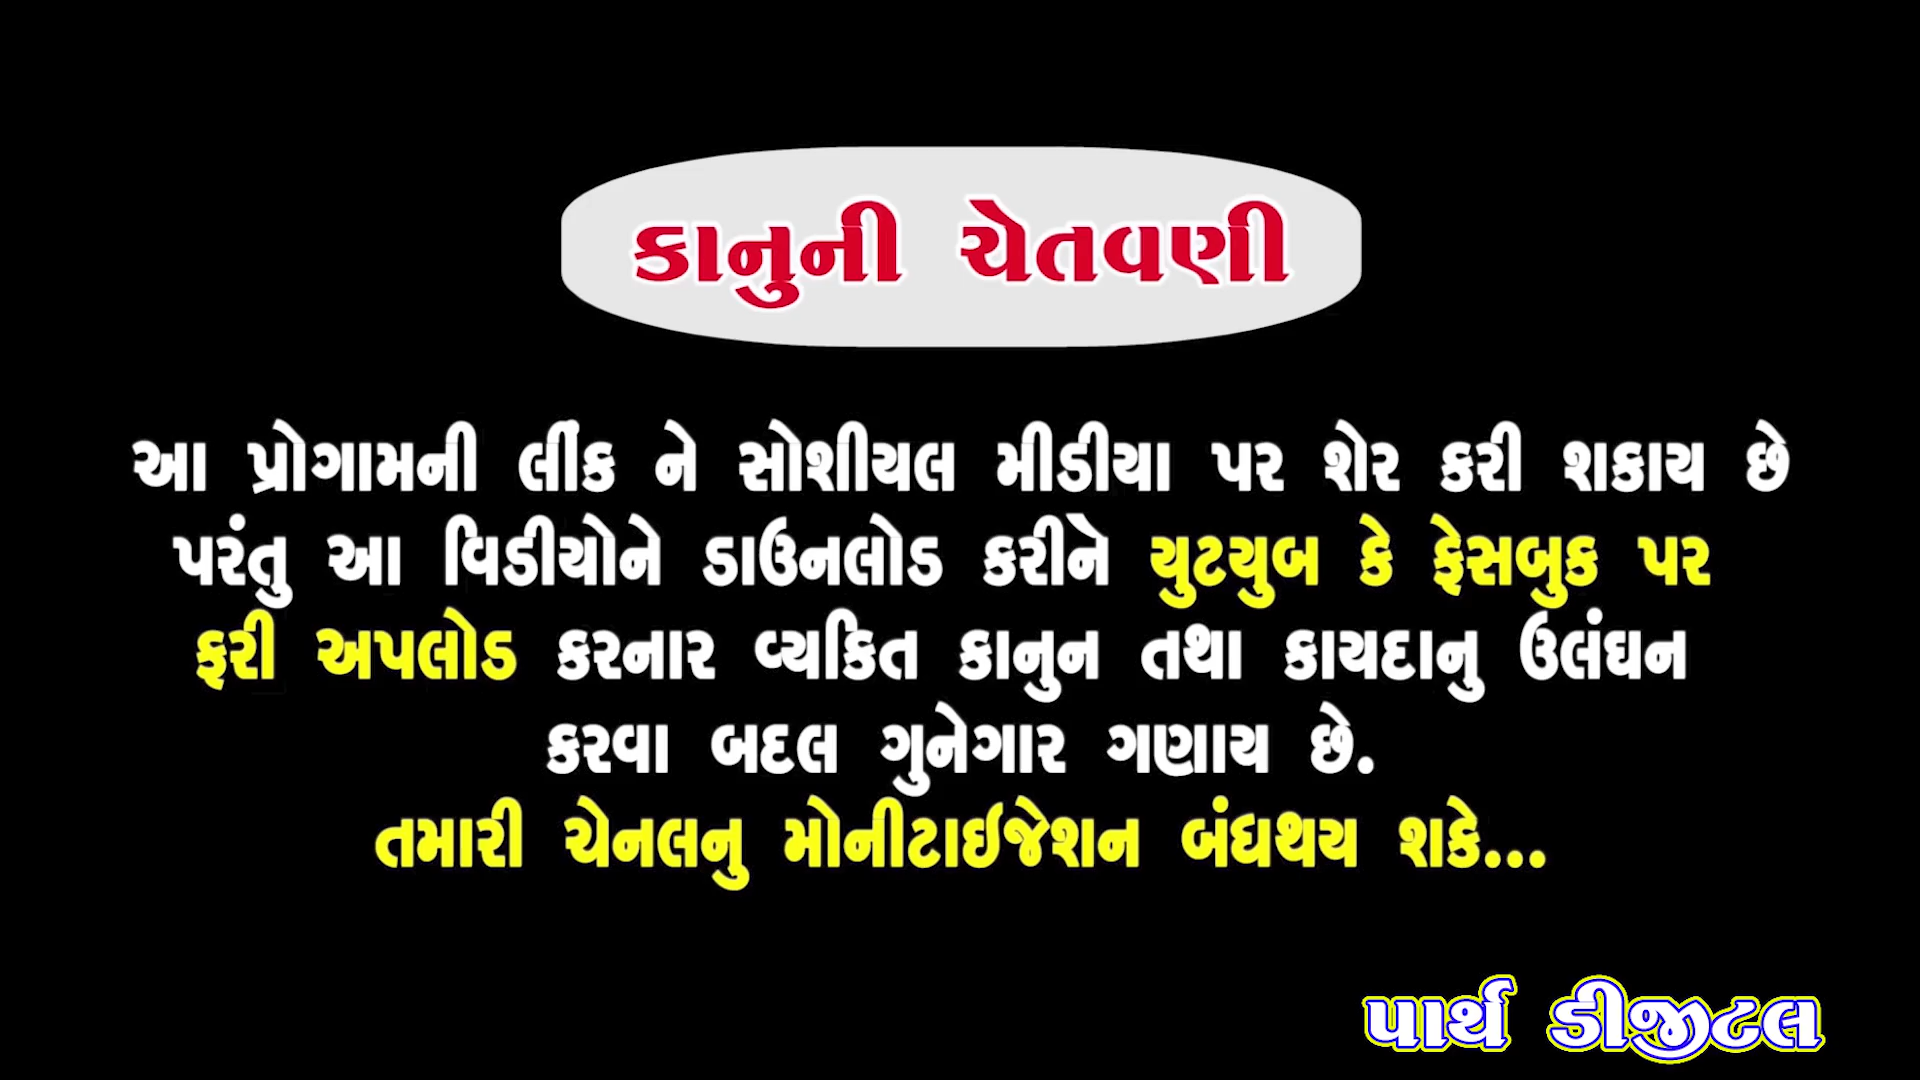 કાનુની ચેતવણી
આ પ્રોગામની લીંક ને સોશીયલ મીડીયા પર શેર કરી શકાય છે
પરંતુ આ વિડીયોને ડાઉનલોડ કરીને યુટયુબ કે ફેસબુક પર
ફરી અપલોડ કરનાર વ્યકિત કાનુન તથા કાયદાનુ ઉલંઘન
કરવા બદલ ગુનેગાર ગણાય છે.
તમારી ચેનલનુ મોનીટાઈજેશન બંધથય શકે...
પાર્થ ડીજીટલ